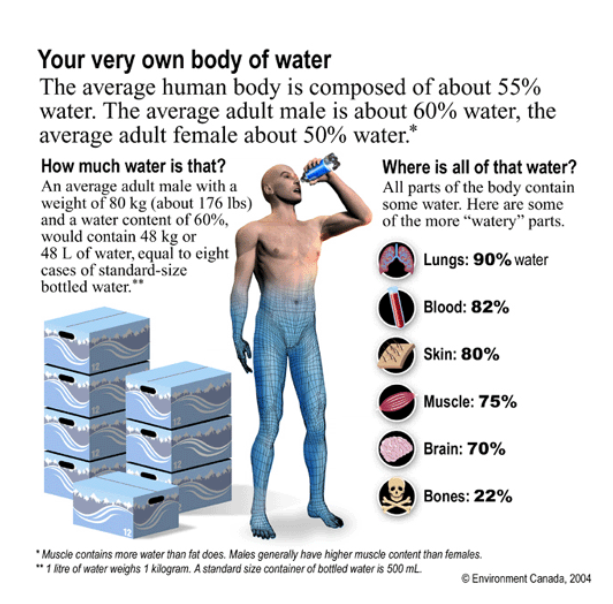 Your very own body of water
The average human body is composed of about 55%
water. The average adult male is about 60% water, the
average adult female about 50% water.*
How much water is that?
An average adult male with a
weight of 80 kg (about 176 lbs)
and a water content of 60%,
would contain 48 kg or
48 L of water, equal to eight
cases of standard-size
bottled water.**
12
12
12
12
12
12
Where is all of that water?
All parts of the body contain
some water. Here are some
of the more “watery” parts.
Lungs: 90% water
Blood: 82%
Skin: 80%
Muscle: 75%
Brain: 70%
Bones: 22%
* Muscle contains more water than fat does. Males generally have higher muscle content than females.
** 1 litre of water weighs 1 kilogram. A standard size container of bottled water is 500 mL.
© Environment Canada, 2004